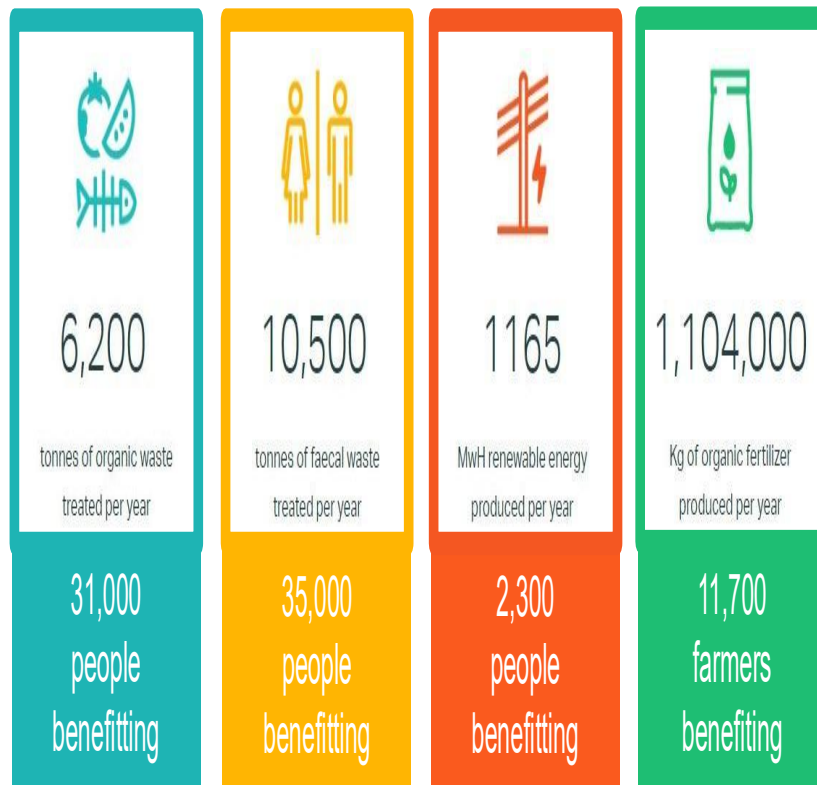 6,200
tonnes of organic waste
treated per year
31,000
people
benefitting
10,500
tonnes of faecal waste
treated per year
35,000
people
benefitting
1165
MwH renewable energy
produced per year
2,300
people
benefitting
1,104,000
Kg of organic fertilizer
produced per year
11,700
farmers
benefiting